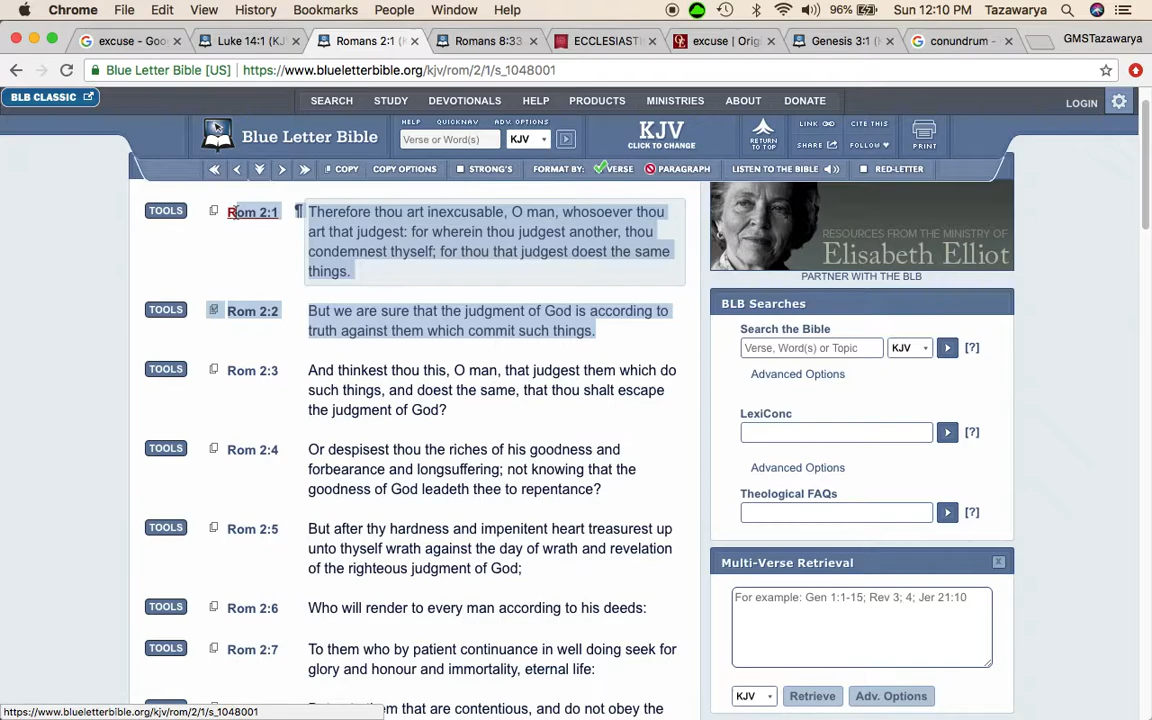 Chrome File Edit View History Bookmarks People Window Help 96% Sun 12:10 PM Tazawarya
excuse - Goo Luke 14:1 (K Romans 2:1 (K Romans 8:33 ECCLESIAST excuse | Origi Genesis 3:1 ( conundrum - GMSTazawarya
Blue Letter Bible [US] https://www.blueletterbible.org/kjv/rom/2/1/s_1048001
BLB CLASSIC SEARCH STUDY DEVOTIONALS HELP PRODUCTS MINISTRIES ABOUT DONATE LOGIN
HELP QUICKNAV ADV. OPTIONS
Blue Letter Bible Verse or Word(s) KJV
KJV
CLICK TO CHANGE
RETURN
TO TOP
LINK CITE THIS
SHARE FOLLOW
PRINT
COPY COPY OPTIONS STRONG'S FORMAT BY: VERSE PARAGRAPH LISTEN TO THE BIBLE RED-LETTER
TOOLS Rom 2:1 ¶ Therefore thou art inexcusable, O man, whosoever thou
art that judgest: for wherein thou judgest another, thou
condemnest thyself; for thou that judgest doest the same
things.
TOOLS Rom 2:2 But we are sure that the judgment of God is according to
truth against them which commit such things.
TOOLS Rom 2:3 And thinkest thou this, O man, that judgest them which do
such things, and doest the same, that thou shalt escape
the judgment of God?
TOOLS Rom 2:4 Or despisest thou the riches of his goodness and
forbearance and longsuffering; not knowing that the
goodness of God leadeth thee to repentance?
TOOLS Rom 2:5 But after thy hardness and impenitent heart treasurest up
unto thyself wrath against the day of wrath and revelation
of the righteous judgment of God;
TOOLS Rom 2:6 Who will render to every man according to his deeds:
TOOLS Rom 2:7 To them who by patient continuance in well doing seek for
glory and honour and immortality, eternal life:
them that are contentious, and do not obey the
https://www.blueletterbible.org/kjv/rom/2/1/s_1048001
RESOURCES FROM THE MINISTRY OF
Elisabeth Elliot
PARTNER WITH THE BLB
BLB Searches
Search the Bible
Verse, Word(s) or Topic KJV [?]
Advanced Options
LexiConc
[?]
Advanced Options
Theological FAQs
[?]
Multi-Verse Retrieval x
For example: Gen 1:1-15; Rev 3; 4; Jer 21:10
KJV Retrieve Adv. Options